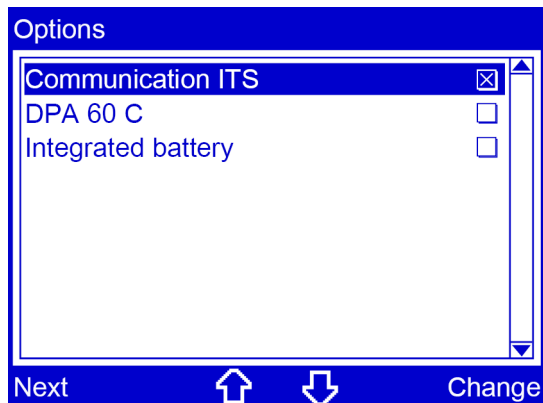 Options
Communication ITS
DPA 60 C
Integrated battery
Next Change